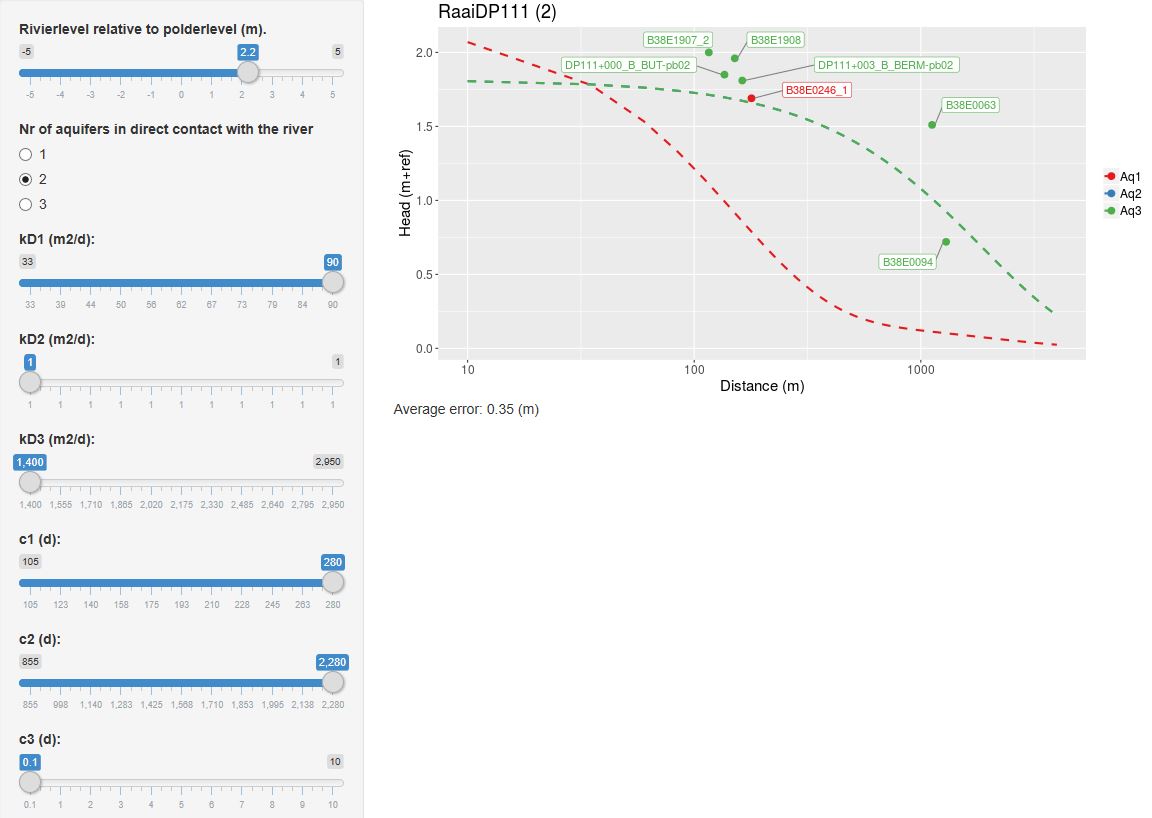 Rivierlevel relative to polderlevel (m).
-5 2.2 5
-5 -4 -3 -2 -1 0 1 2 3 4 5
Nr of aquifers in direct contact with the river
1
2
3
kD1 (m2/d):
33 90
33 39 44 50 56 62 67 73 79 84 90
kD2 (m2/d):
1 1
1 1 1 1 1 1 1 1 1 1 1
kD3 (m2/d):
1,400 2,950
1,400 1,555 1,710 1,865 2,020 2,175 2,330 2,485 2,640 2,795 2,950
c1 (d):
105 280
105 123 140 158 175 193 210 228 245 263 280
c2 (d):
855 2,280
855 998 1,140 1,283 1,425 1,568 1,710 1,853 1,995 2,138 2,280
c3 (d):
0.1 10
0.1 1 2 3 4 5 6 7 8 9 10
RaaiDP111 (2)
B38E1907_2 B38E1908
DP111+000_B_BUT-pb02 DP111+003_B_BERM-pb02
B38E0246_1
B38E0063
B38E0094
Head (m+ref)
2.0
1.5
1.0
0.5
0.0
10 100 1000
Distance (m)
Aq1
Aq2
Aq3
Average error: 0.35 (m)